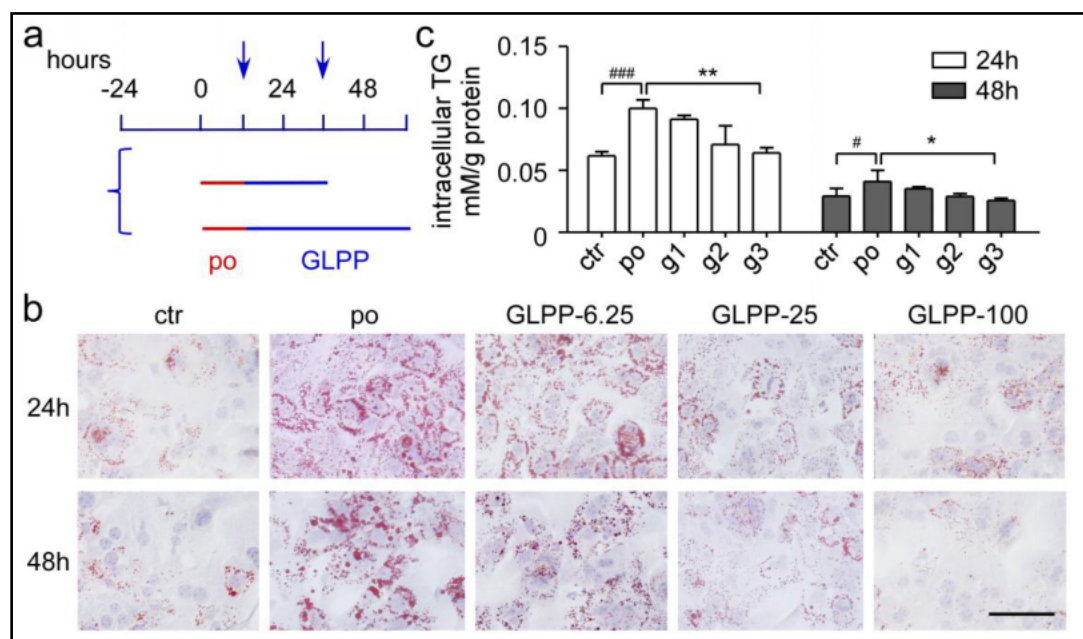 a
hours
-24 0 24 48
po GLPP
c
intracellular TG
mM/g protein
0.15
0.10
0.05
0
### **
# *
24h
48h
ctr po g1 g2 g3 ctr po g1 g2 g3
b
ctr po GLPP-6.25 GLPP-25 GLPP-100
24h
48h